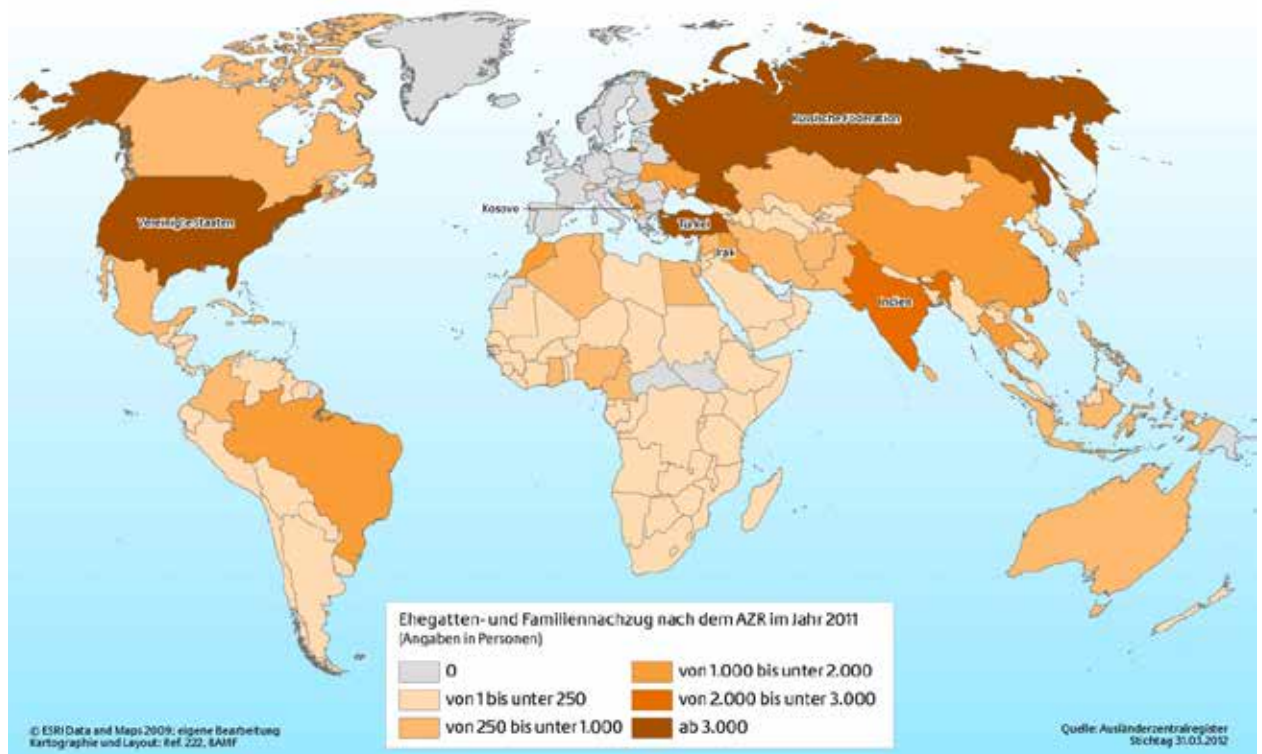 Russische Föderation
Vereinigte Staaten
Kosovo
Türkei
Irak
Indien
Ehegatten- und Familiennachzug nach dem AZR im Jahr 2011
(Angaben in Personen)
0
von 1 bis unter 250
von 250 bis unter 1.000
von 1.000 bis unter 2.000
von 2.000 bis unter 3.000
ab 3.000
© ESRI Data and Maps 2009; eigene Bearbeitung
Kartographie und Layout: Ref. 222, BAMF
Quelle: Ausländerzentralregister
Stichtag 31.03.2012